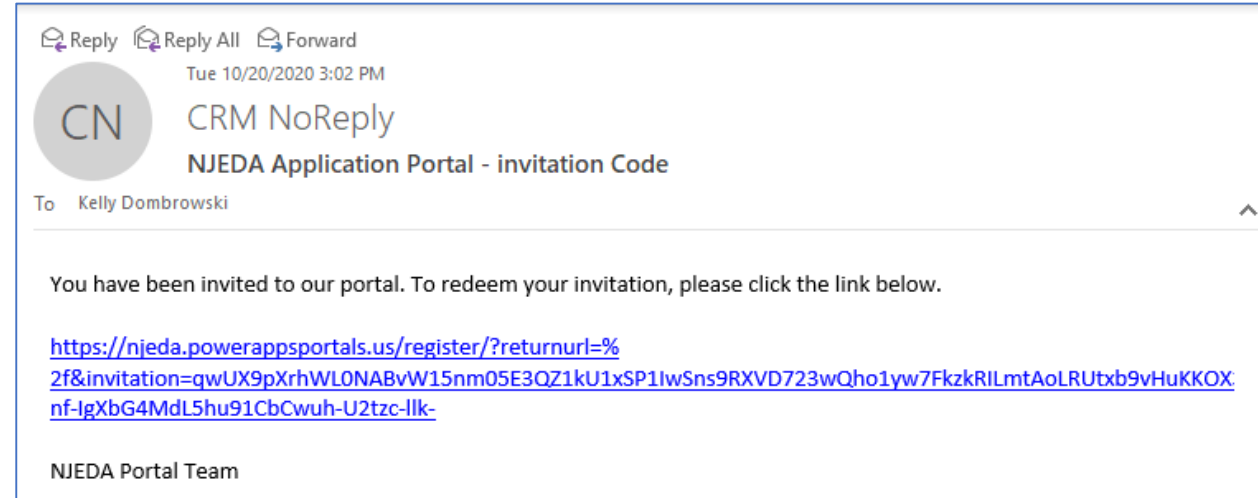 Reply Reply All Forward
Tue 10/20/2020 3:02 PM
CN
CRM NoReply
NJEDA Application Portal - invitation Code
To Kelly Dombrowski
You have been invited to our portal. To redeem your invitation, please click the link below.
https://njeda.powerappsportals.us/register/?returnurl=%
2f&invitation=qwUX9pXrhWL0NABvW15nm05E3QZ1kU1xSP1IwSns9RXVD723wQho1yw7FkzkRILmtAoLRUtxb9vHuKKOX
nf-IgXbG4MdL5hu91CbCwuh-U2tzc-llk-
NJEDA Portal Team